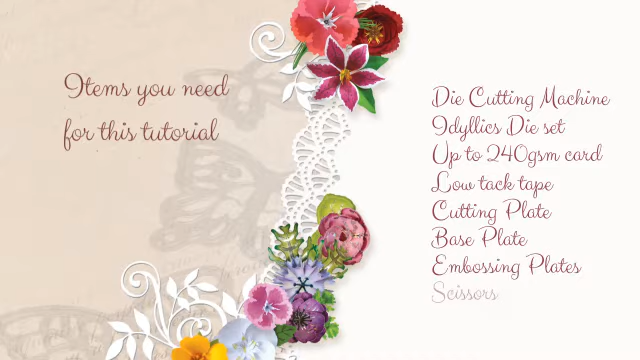 Items you need
for this tutorial
Die Cutting Machine
Idyllics Die set
Up to 240gsm card
Low tack tape
Cutting Plate
Base Plate
Embossing Plates
Scissors